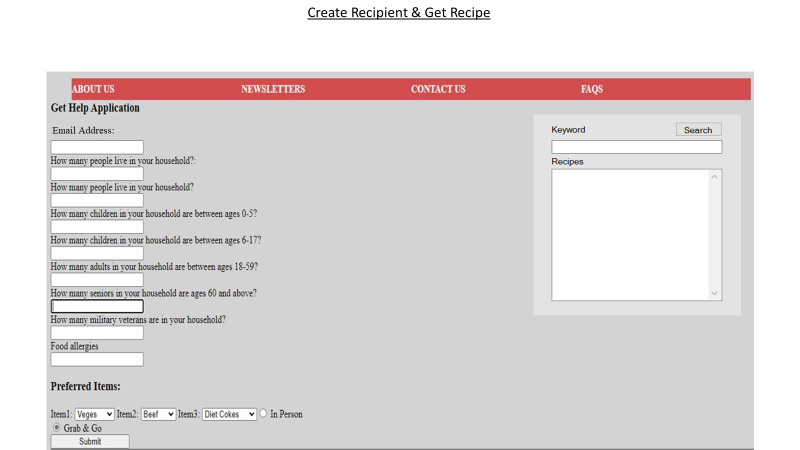 Create Recipient & Get Recipe
ABOUT US NEWSLETTERS CONTACT US FAQS
Get Help Application
Email Address:
How many people live in your household?:
How many people live in your household?
How many children in your household are between ages 0-5?
How many children in your household are between ages 6-17?
How many adults in your household are between ages 18-59?
How many seniors in your household are ages 60 and above?
How many military veterans are in your household?
Food allergies
Preferred Items:
Item1: Veges Item2: Beef Item3: Diet Cokes In Person
Grab & Go
Submit
Keyword Search
Recipes